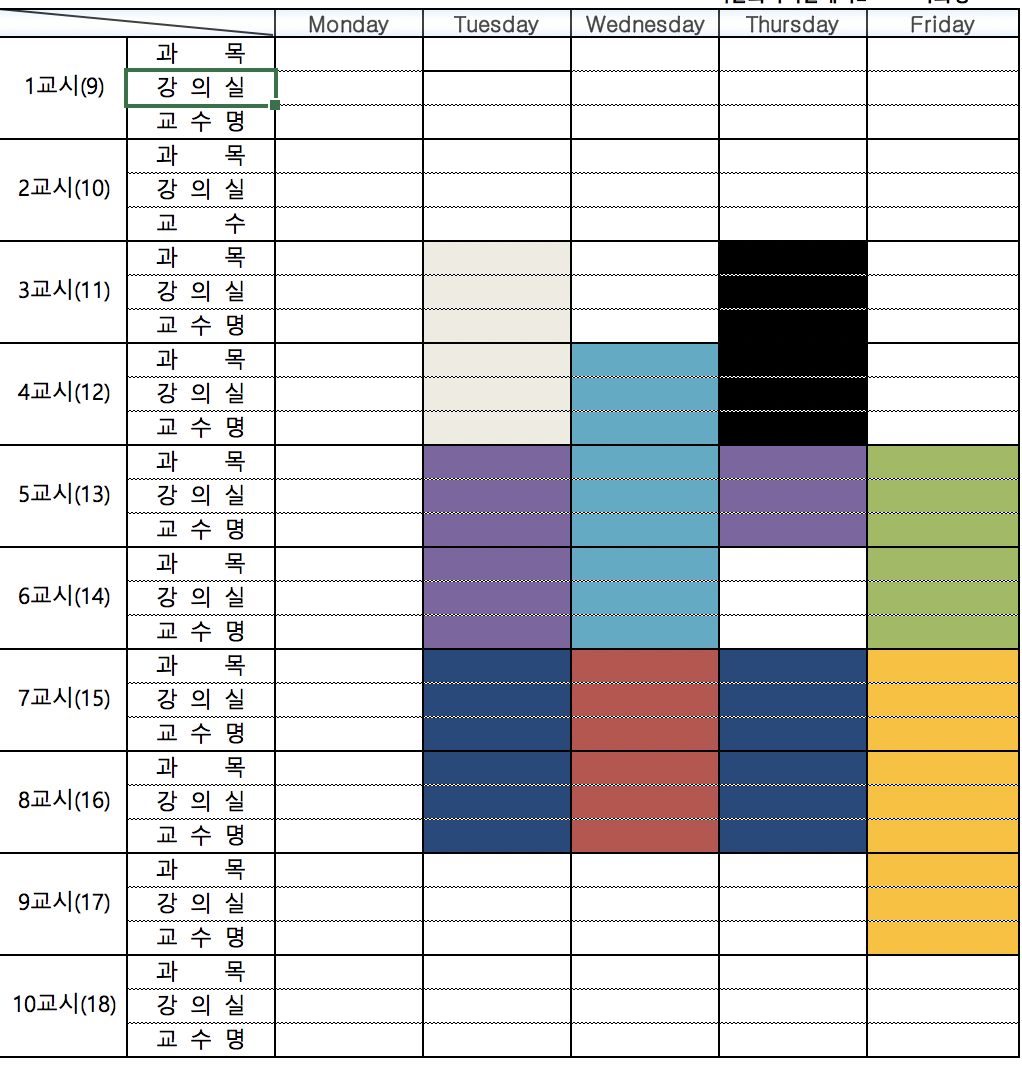 Monday Tuesday Wednesday Thursday Friday
1교시(9)
과 목
강 의 실
교 수 명
2교시(10)
과 목
강 의 실
교 수
3교시(11)
과 목
강 의 실
교 수 명
4교시(12)
과 목
강 의 실
교 수 명
5교시(13)
과 목
강 의 실
교 수 명
6교시(14)
과 목
강 의 실
교 수 명
7교시(15)
과 목
강 의 실
교 수 명
8교시(16)
과 목
강 의 실
교 수 명
9교시(17)
과 목
강 의 실
교 수 명
10교시(18)
과 목
강 의 실
교 수 명